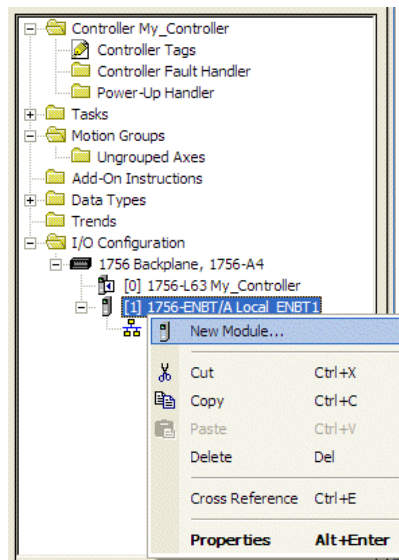 Controller My_Controller
Controller Tags
Controller Fault Handler
Power-Up Handler
Tasks
Motion Groups
Ungrouped Axes
Add-On Instructions
Data Types
Trends
I/O Configuration
1756 Backplane, 1756-A4
[0] 1756-L63 My_Controller
[1] 1756-ENBT/A Local_ENBT1
New Module...
Cut Ctrl+X
Copy Ctrl+C
Paste Ctrl+V
Delete Del
Cross Reference Ctrl+E
Properties Alt+Enter